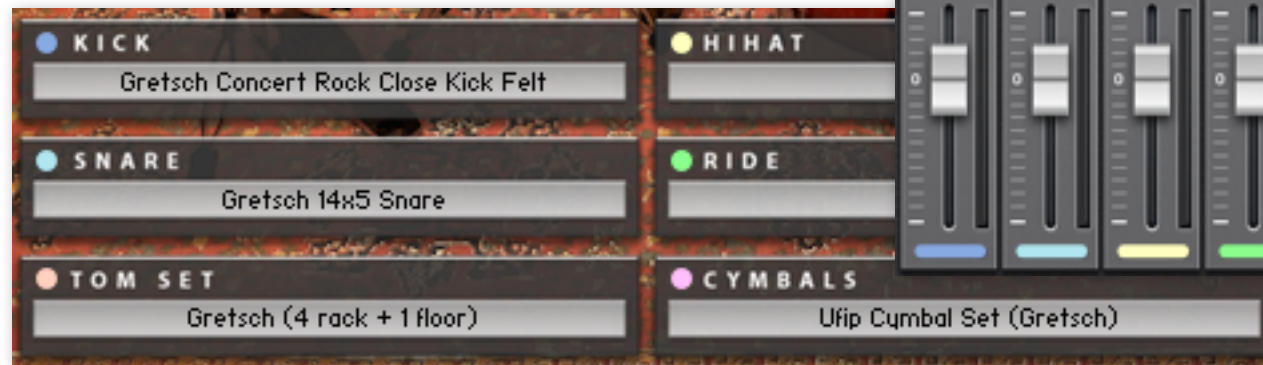 KICK
Gretsch Concert Rock Close Kick Felt
HIHAT
SNARE
Gretsch 14x5 Snare
RIDE
TOM SET
Gretsch (4 rack + 1 floor)
CYMBALS
Ufip Cymbal Set (Gretsch)
0
0
0
0